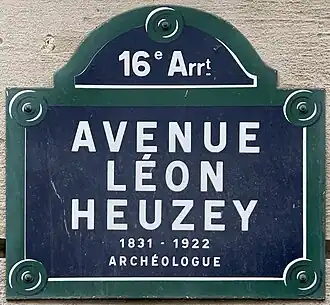 16e Arrt
AVENUE
LÉON
HEUZEY
1831 - 1922
ARCHÉOLOGUE